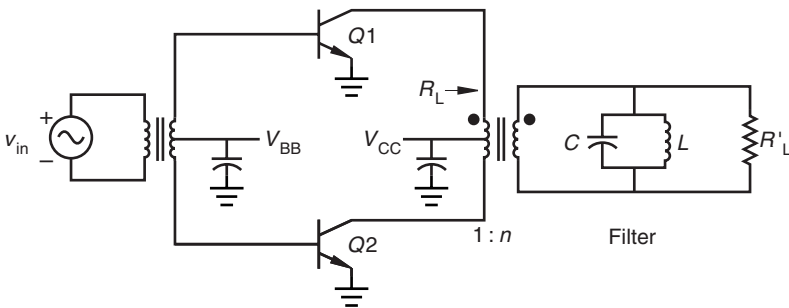 Q1
R_L
+
v_in
−
V_BB
V_CC
C
L
R'_L
Q2
1 : n
Filter